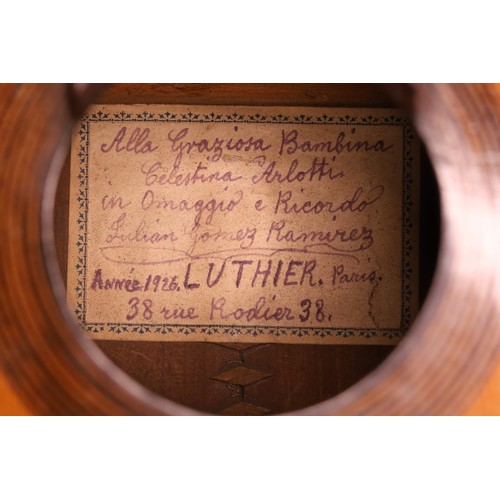 Alla Graziosa Bambina
Celestina Arlotti.
in Omaggio e Ricordo
Julian Gomez Ramirez
Année 1926. LUTHIER. Paris.
38 rue Rodier 38.